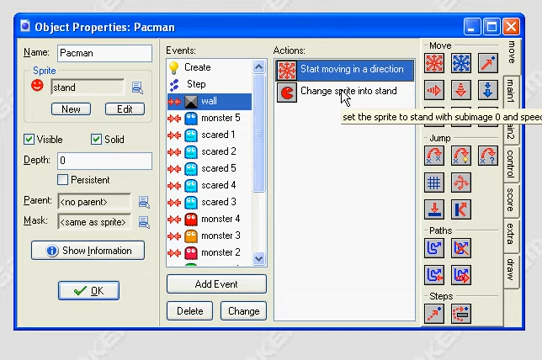 Object Properties: Pacman
Name: Pacman
Sprite
stand
New Edit
Visible Solid
Depth: 0
Persistent
Parent: <no parent>
Mask: <same as sprite>
Show Information
OK
Events:
Create
Step
wall
monster 5
scared 1
scared 2
scared 5
scared 4
scared 3
monster 4
monster 3
monster 2
Add Event
Delete Change
Actions:
Start moving in a direction
Change sprite into stand
set the sprite to stand with subimage 0 and speed
Move
Jump
Paths
Steps
move
main1
main2
control
score
extra
draw